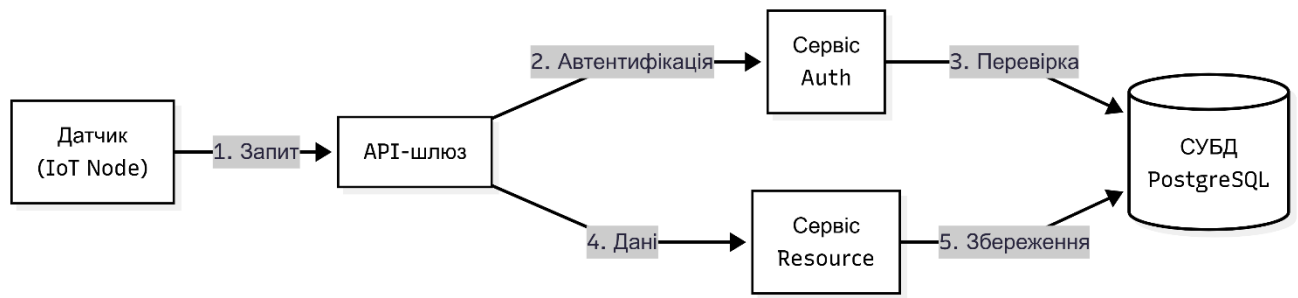 Датчик
(IoT Node)
1. Запит
API-шлюз
2. Автентифікація
Сервіс
Auth
3. Перевірка
4. Дані
Сервіс
Resource
5. Збереження
СУБД
PostgreSQL